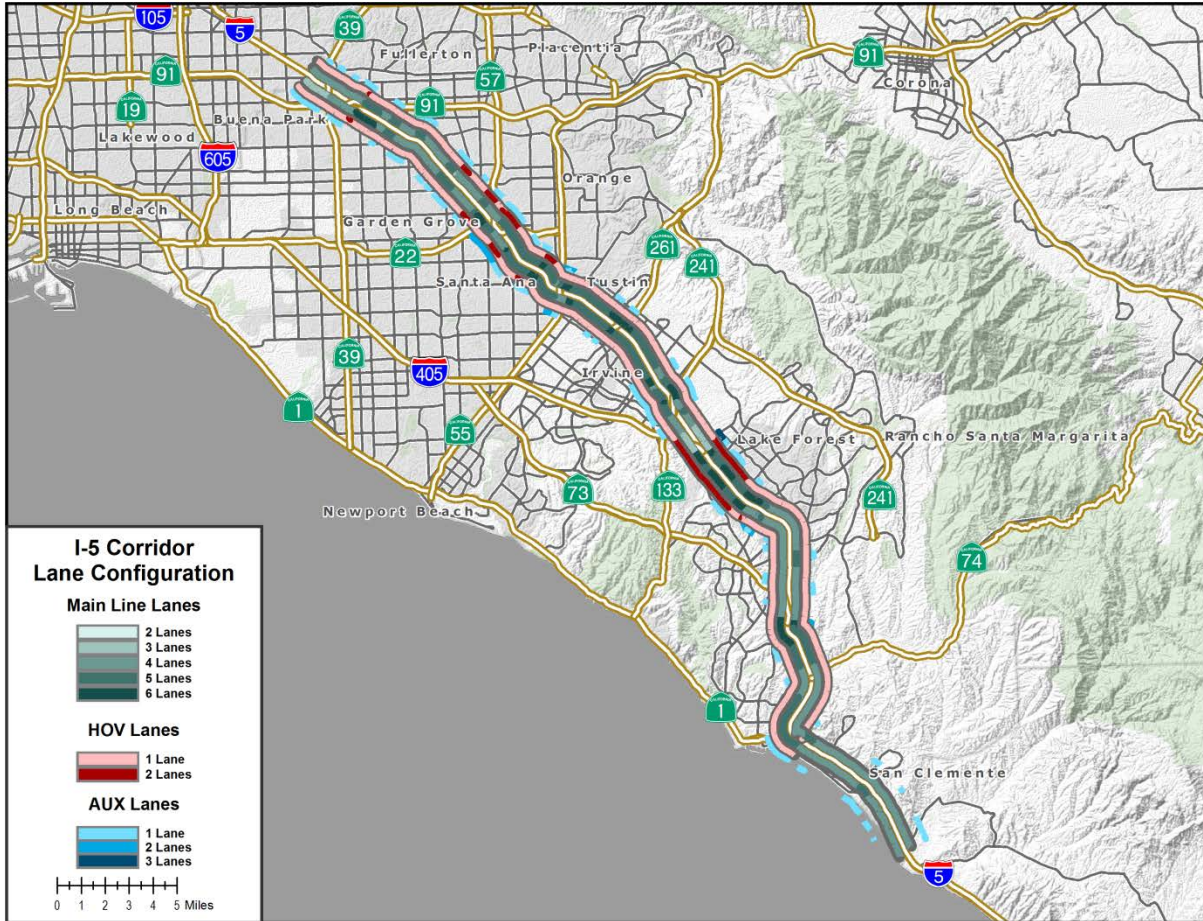 105
5
39
Fullerton
Placentia
91
57
91
Corona
91
19
Buena Park
Lakewood
605
Orange
Long Beach
Garden Grove
22
261
241
Santa Ana
Tustin
39
405
Irvine
1
55
Lake Forest
Rancho Santa Margarita
73
133
241
Newport Beach
74
1
San Clemente
5
I-5 Corridor
Lane Configuration
Main Line Lanes
2 Lanes
3 Lanes
4 Lanes
5 Lanes
6 Lanes
HOV Lanes
1 Lane
2 Lanes
AUX Lanes
1 Lane
2 Lanes
3 Lanes
0 1 2 3 4 5 Miles